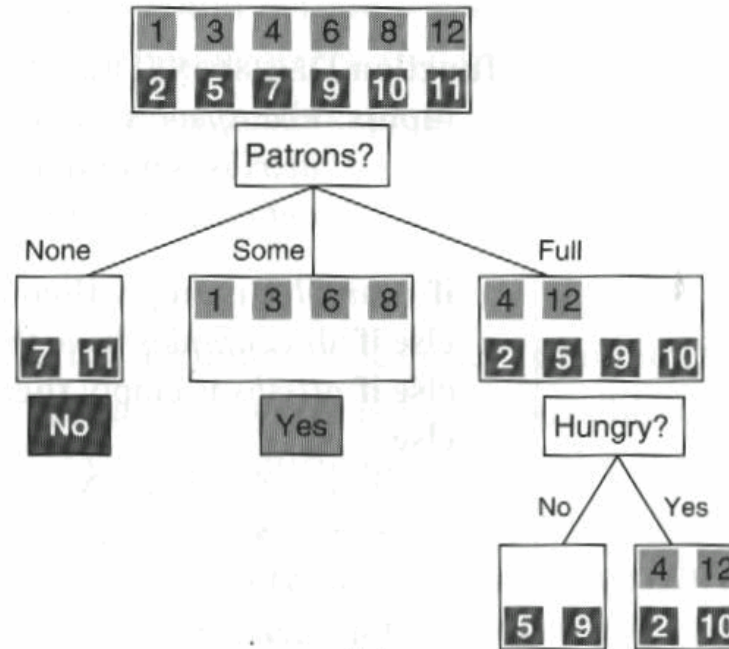 1 3 4 6 8 12
2 5 7 9 10 11
Patrons?
None Some Full
1 3 6 8 4 12
7 11 2 5 9 10
No Yes Hungry?
No Yes
4 12
5 9 2 10